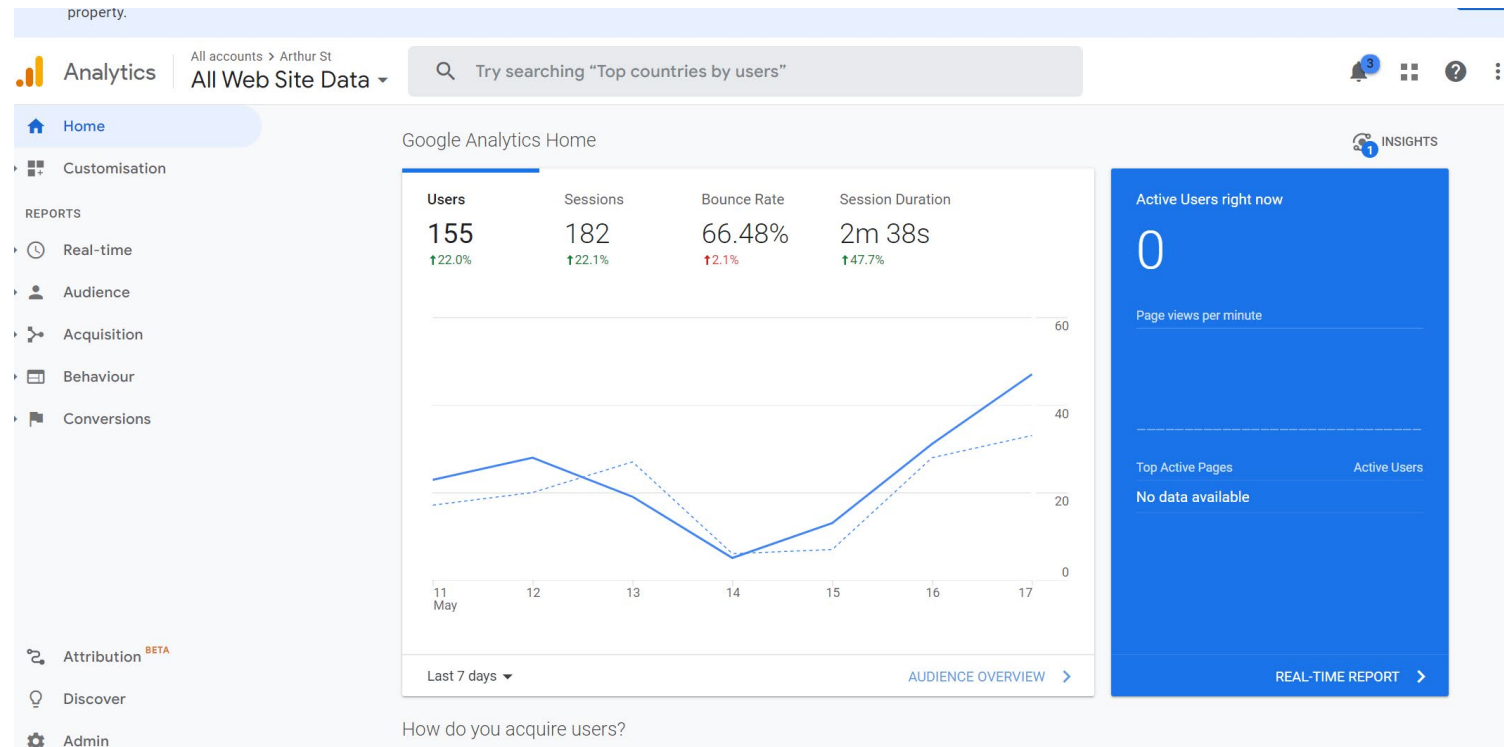 property.
Analytics
All accounts > Arthur St
All Web Site Data
Try searching “Top countries by users”
3
Home
Customisation
REPORTS
Real-time
Audience
Acquisition
Behaviour
Conversions
Attribution BETA
Discover
Admin
Google Analytics Home
1 INSIGHTS
Users Sessions Bounce Rate Session Duration
155 182 66.48% 2m 38s
↑22.0% ↑22.1% ↑2.1% ↑47.7%
60
40
20
0
11 12 13 14 15 16 17
May
Last 7 days
AUDIENCE OVERVIEW >
Active Users right now
0
Page views per minute
Top Active Pages Active Users
No data available
REAL-TIME REPORT >
How do you acquire users?